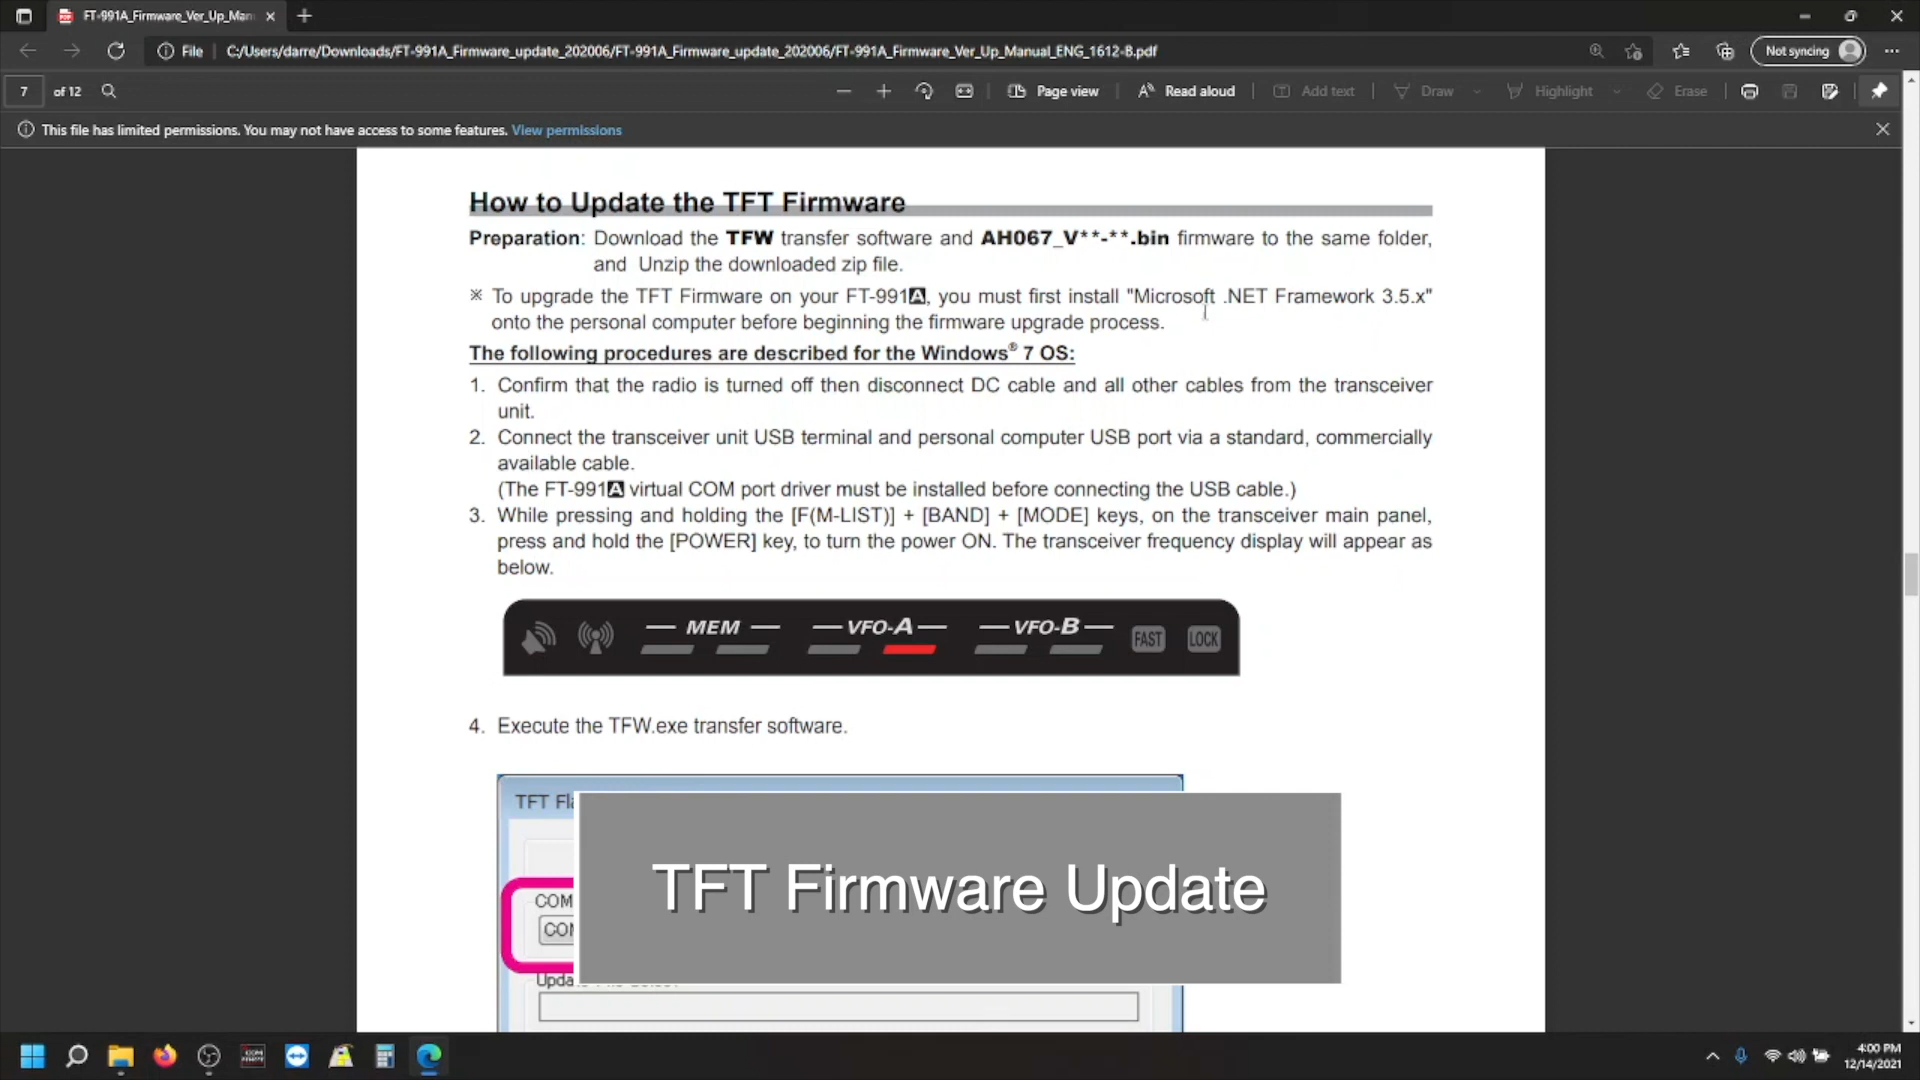 FT-991A_Firmware_Ver_Up_Man
File
C:/Users/darre/Downloads/FT-991A_Firmware_update_202006/FT-991A_Firmware_update_202006/FT-991A_Firmware_Ver_Up_Manual_ENG_1612-B.pdf
Not syncing
7 of 12
Page view
Read aloud
Add text
Draw
Highlight
Erase
This file has limited permissions. You may not have access to some features. View permissions
How to Update the TFT Firmware
Preparation: Download the TFW transfer software and AH067_V**-**.bin firmware to the same folder,
and Unzip the downloaded zip file.
※ To upgrade the TFT Firmware on your FT-991A, you must first install "Microsoft .NET Framework 3.5.x"
onto the personal computer before beginning the firmware upgrade process.
The following procedures are described for the Windows® 7 OS:
1. Confirm that the radio is turned off then disconnect DC cable and all other cables from the transceiver
unit.
2. Connect the transceiver unit USB terminal and personal computer USB port via a standard, commercially
available cable.
(The FT-991A virtual COM port driver must be installed before connecting the USB cable.)
3. While pressing and holding the [F(M-LIST)] + [BAND] + [MODE] keys, on the transceiver main panel,
press and hold the [POWER] key, to turn the power ON. The transceiver frequency display will appear as
below.
MEM VFO-A VFO-B FAST LOCK
4. Execute the TFW.exe transfer software.
TFT Fl
COM
COM
TFT Firmware Update
4:00 PM
12/14/2021